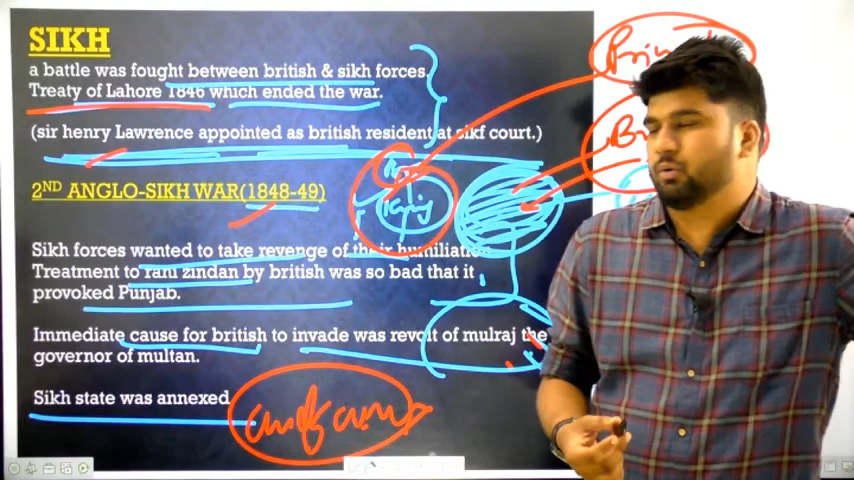 SIKH
a battle was fought between british & sikh forces.
Treaty of Lahore 1846 which ended the war.
(sir henry Lawrence appointed as british resident at sikf court.)
2ND ANGLO-SIKH WAR(1848-49)
King
Sikh forces wanted to take revenge of their humiliation
Treatment to rani zindan by british was so bad that it
provoked Punjab.
Immediate cause for british to invade was revolt of mulraj the
governor of multan.
Sikh state was annexed